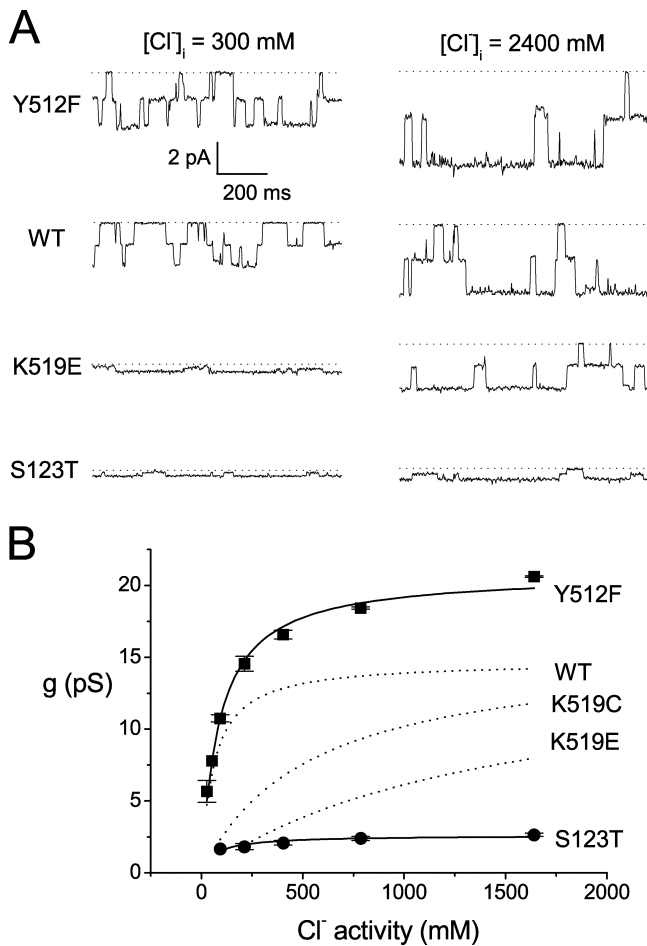 A
[Cl⁻]i = 300 mM
[Cl⁻]i = 2400 mM
Y512F
2 pA
200 ms
WT
K519E
S123T
B
g (pS)
20
15
10
5
0
Y512F
WT
K519C
K519E
S123T
0
500
1000
1500
2000
Cl⁻ activity (mM)